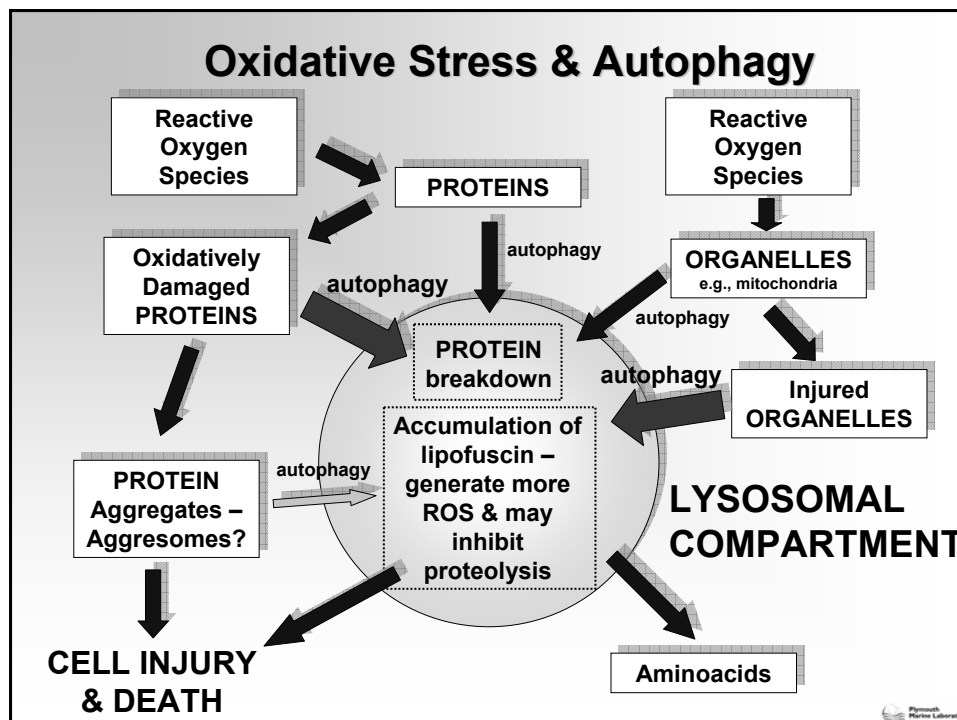 Oxidative Stress & Autophagy
Reactive
Oxygen
Species
Reactive
Oxygen
Species
PROTEINS
autophagy
Oxidatively
Damaged
PROTEINS
autophagy
ORGANELLES
e.g., mitochondria
autophagy
PROTEIN
breakdown
autophagy
Injured
ORGANELLES
Accumulation of
lipofuscin –
generate more
ROS & may
inhibit
proteolysis
autophagy
PROTEIN
Aggregates –
Aggresomes?
LYSOSOMAL
COMPARTMENT
CELL INJURY
& DEATH
Aminoacids
Plymouth
Marine